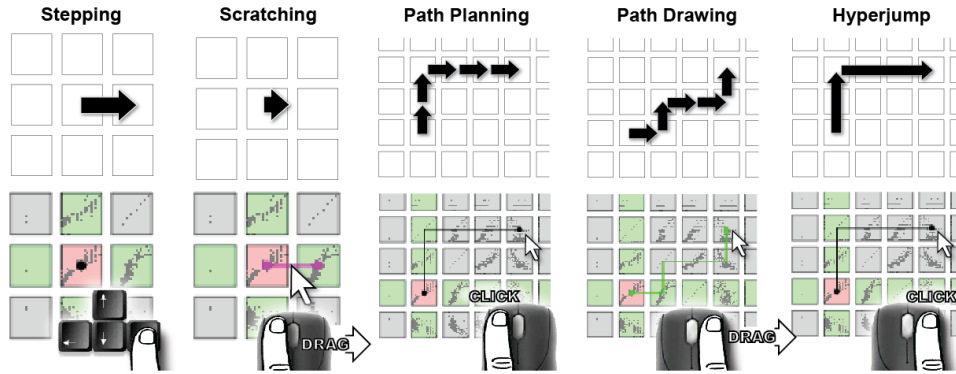 Stepping
Scratching
Path Planning
Path Drawing
Hyperjump
DRAG
CLICK
DRAG
CLICK